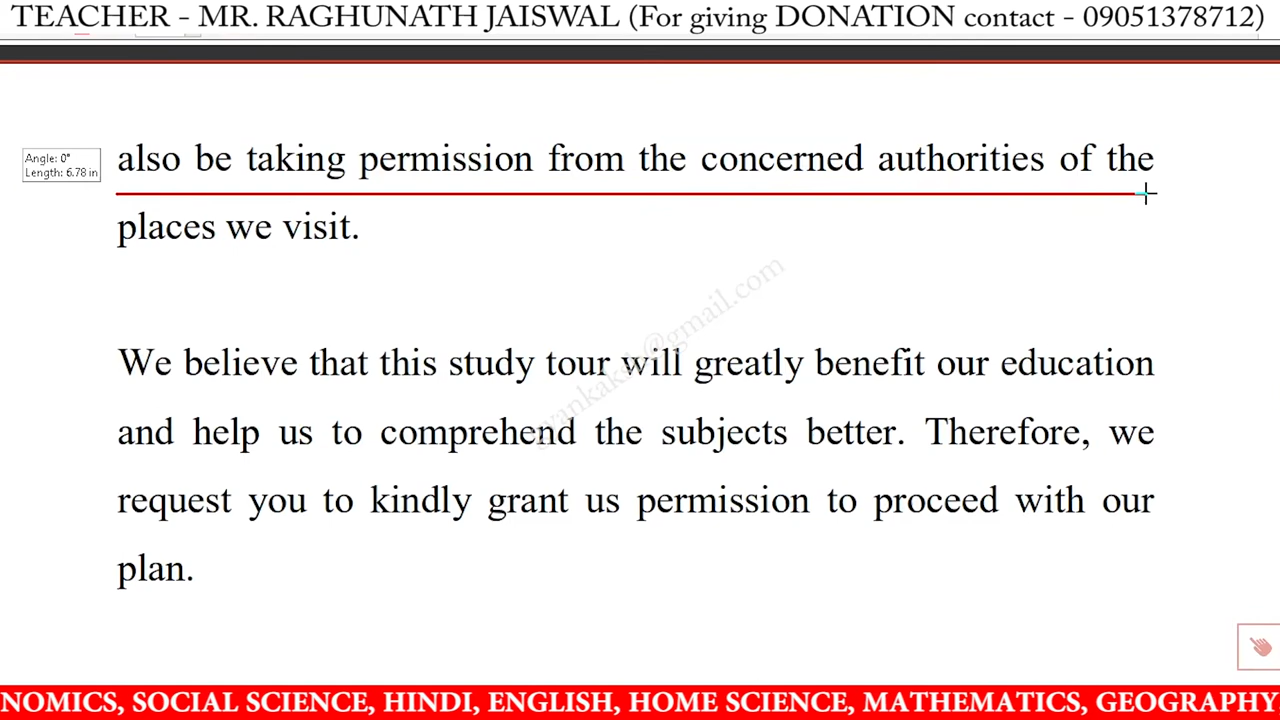 TEACHER - MR. RAGHUNATH JAISWAL (For giving DONATION contact - 09051378712)
Angle: 0°
Length: 6.78 in
also be taking permission from the concerned authorities of the
places we visit.
We believe that this study tour will greatly benefit our education
and help us to comprehend the subjects better. Therefore, we
request you to kindly grant us permission to proceed with our
plan.
NOMICS, SOCIAL SCIENCE, HINDI, ENGLISH, HOME SCIENCE, MATHEMATICS, GEOGRAPHY